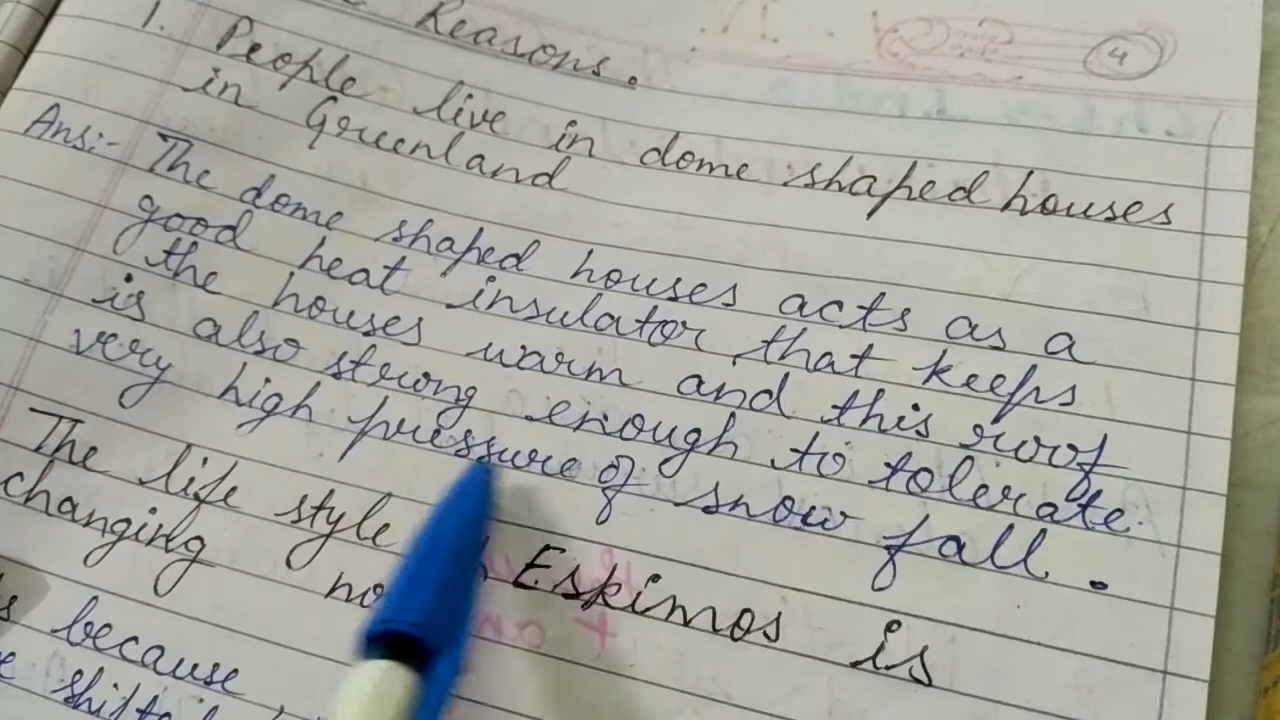 Reasons.
1. People live in dome shaped houses
in Greenland
Ans:- The dome shaped houses acts as a
good heat insulator that keeps
the houses warm and this roof
is also strong enough to tolerate
very high pressure of snow fall.
The life style Eskimos is
changing
because
4